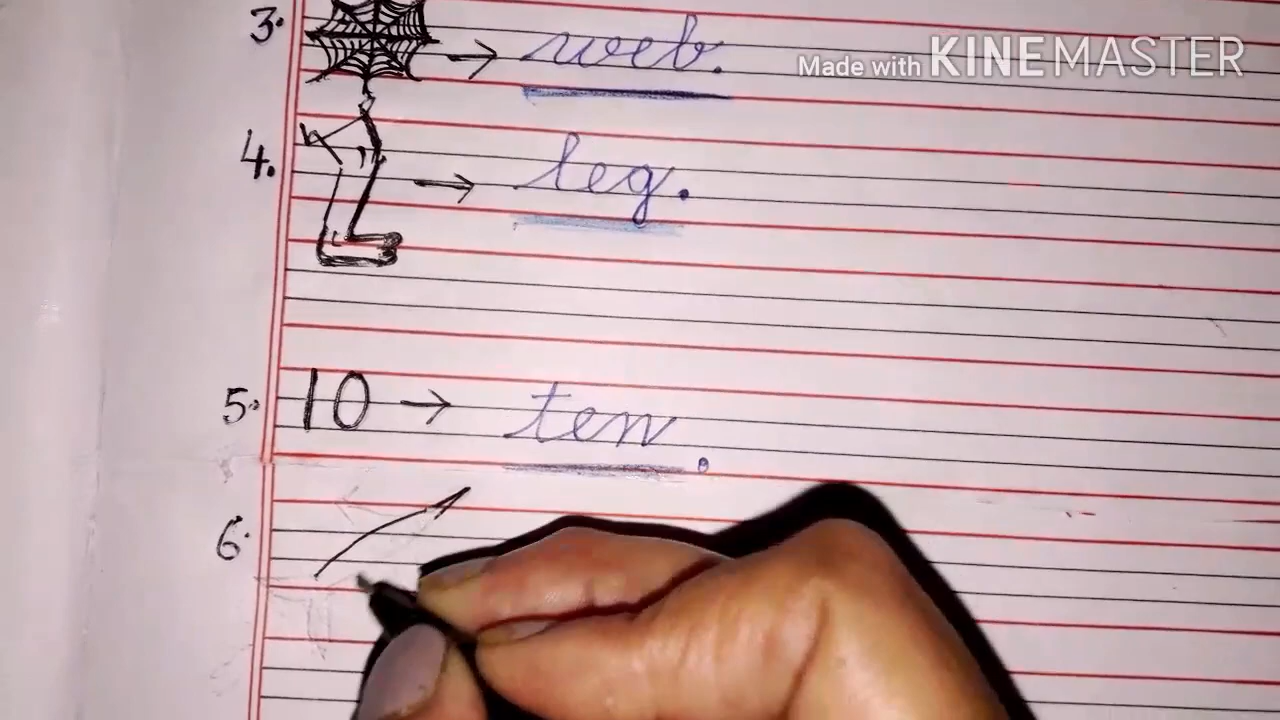 3. → web.
Made with KINEMASTER
4. → leg.
5. 10 → ten.
6.